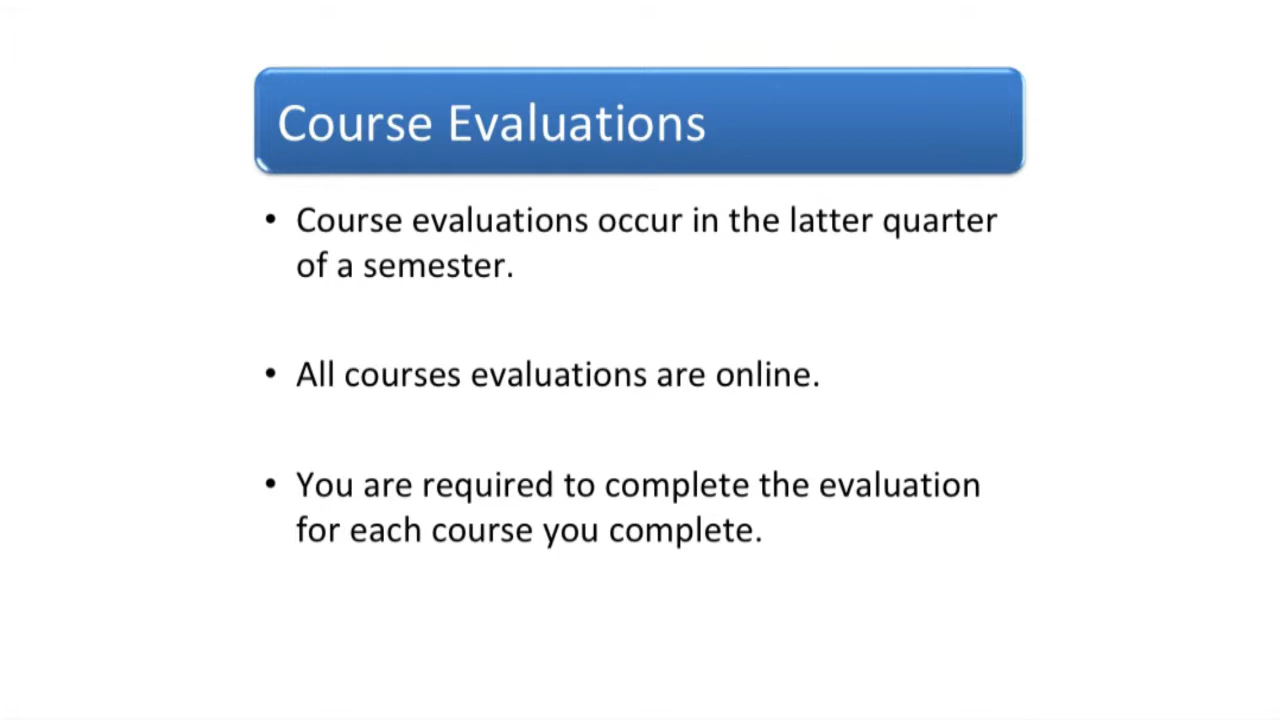 Course Evaluations
• Course evaluations occur in the latter quarter
of a semester.
• All courses evaluations are online.
• You are required to complete the evaluation
for each course you complete.